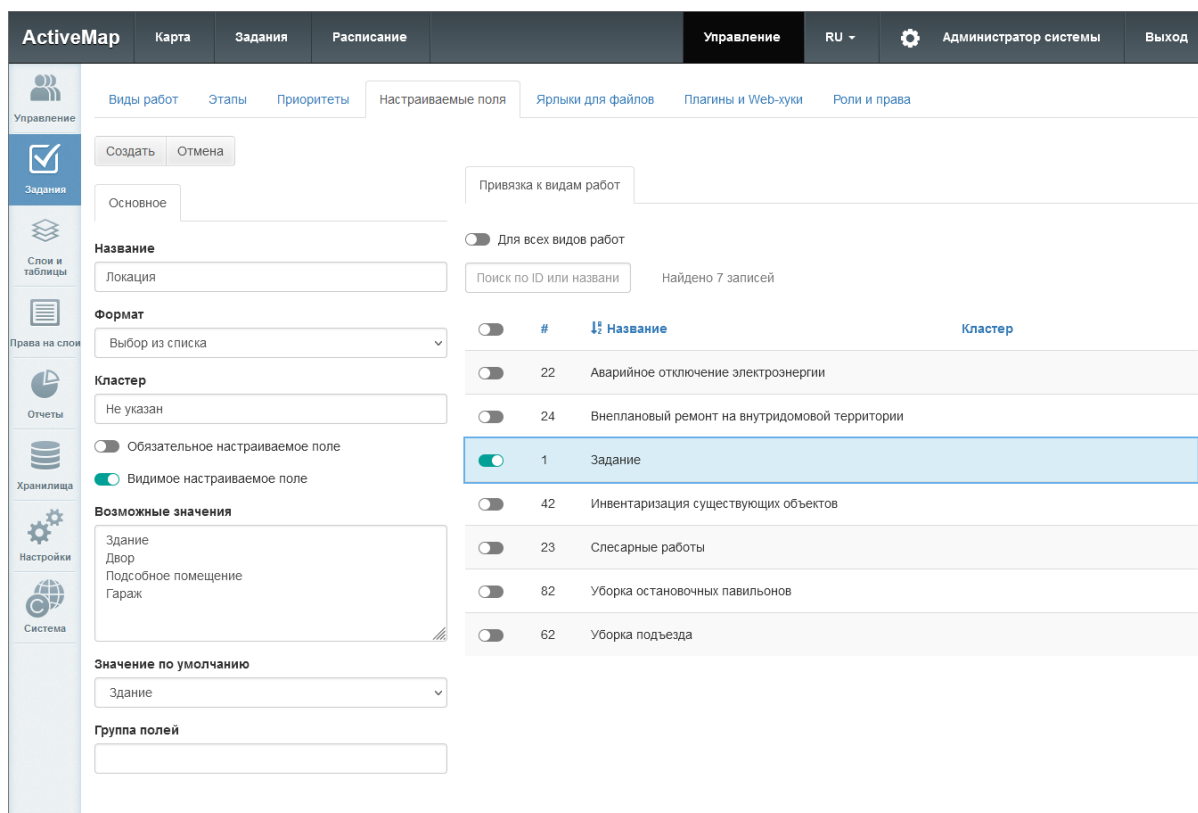 ActiveMap Карта Задания Расписание Управление RU Администратор системы Выход
Управление
Задания
Слои и
таблицы
Права на слои
Отчеты
Хранилища
Настройки
Система
Виды работ Этапы Приоритеты Настраиваемые поля Ярлыки для файлов Плагины и Web-хуки Роли и права
Создать Отмена
Основное
Название
Локация
Формат
Выбор из списка
Кластер
Не указан
Обязательное настраиваемое поле
Видимое настраиваемое поле
Возможные значения
Здание
Двор
Подсобное помещение
Гараж
Значение по умолчанию
Здание
Группа полей
Привязка к видам работ
Для всех видов работ
Поиск по ID или названи Найдено 7 записей
# Название Кластер
22 Аварийное отключение электроэнергии
24 Внеплановый ремонт на внутридомовой территории
1 Задание
42 Инвентаризация существующих объектов
23 Слесарные работы
82 Уборка остановочных павильонов
62 Уборка подъезда